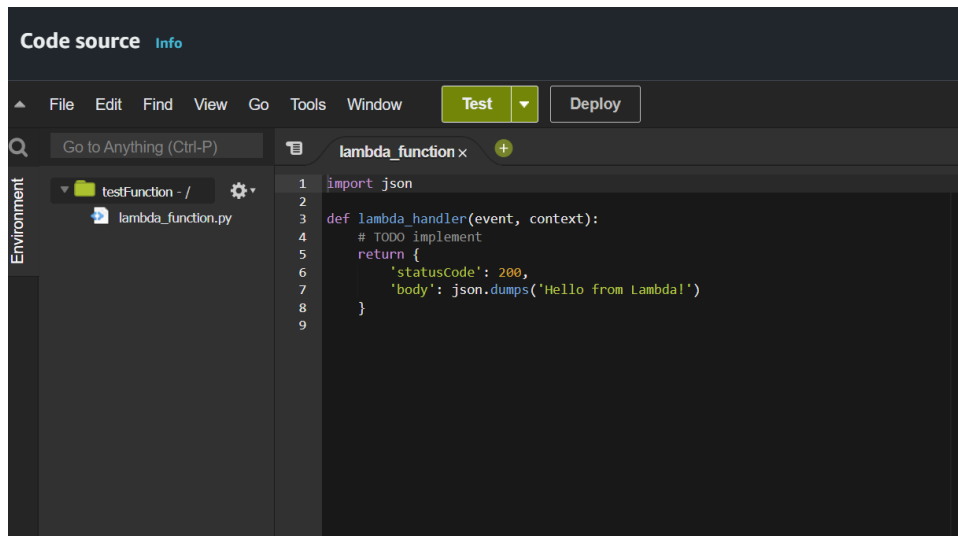 Code source Info
File Edit Find View Go Tools Window Test Deploy
Go to Anything (Ctrl-P)
lambda_function ×
Environment
testFunction - /
lambda_function.py
1 import json
2
3 def lambda_handler(event, context):
4     # TODO implement
5     return {
6         'statusCode': 200,
7         'body': json.dumps('Hello from Lambda!')
8     }
9